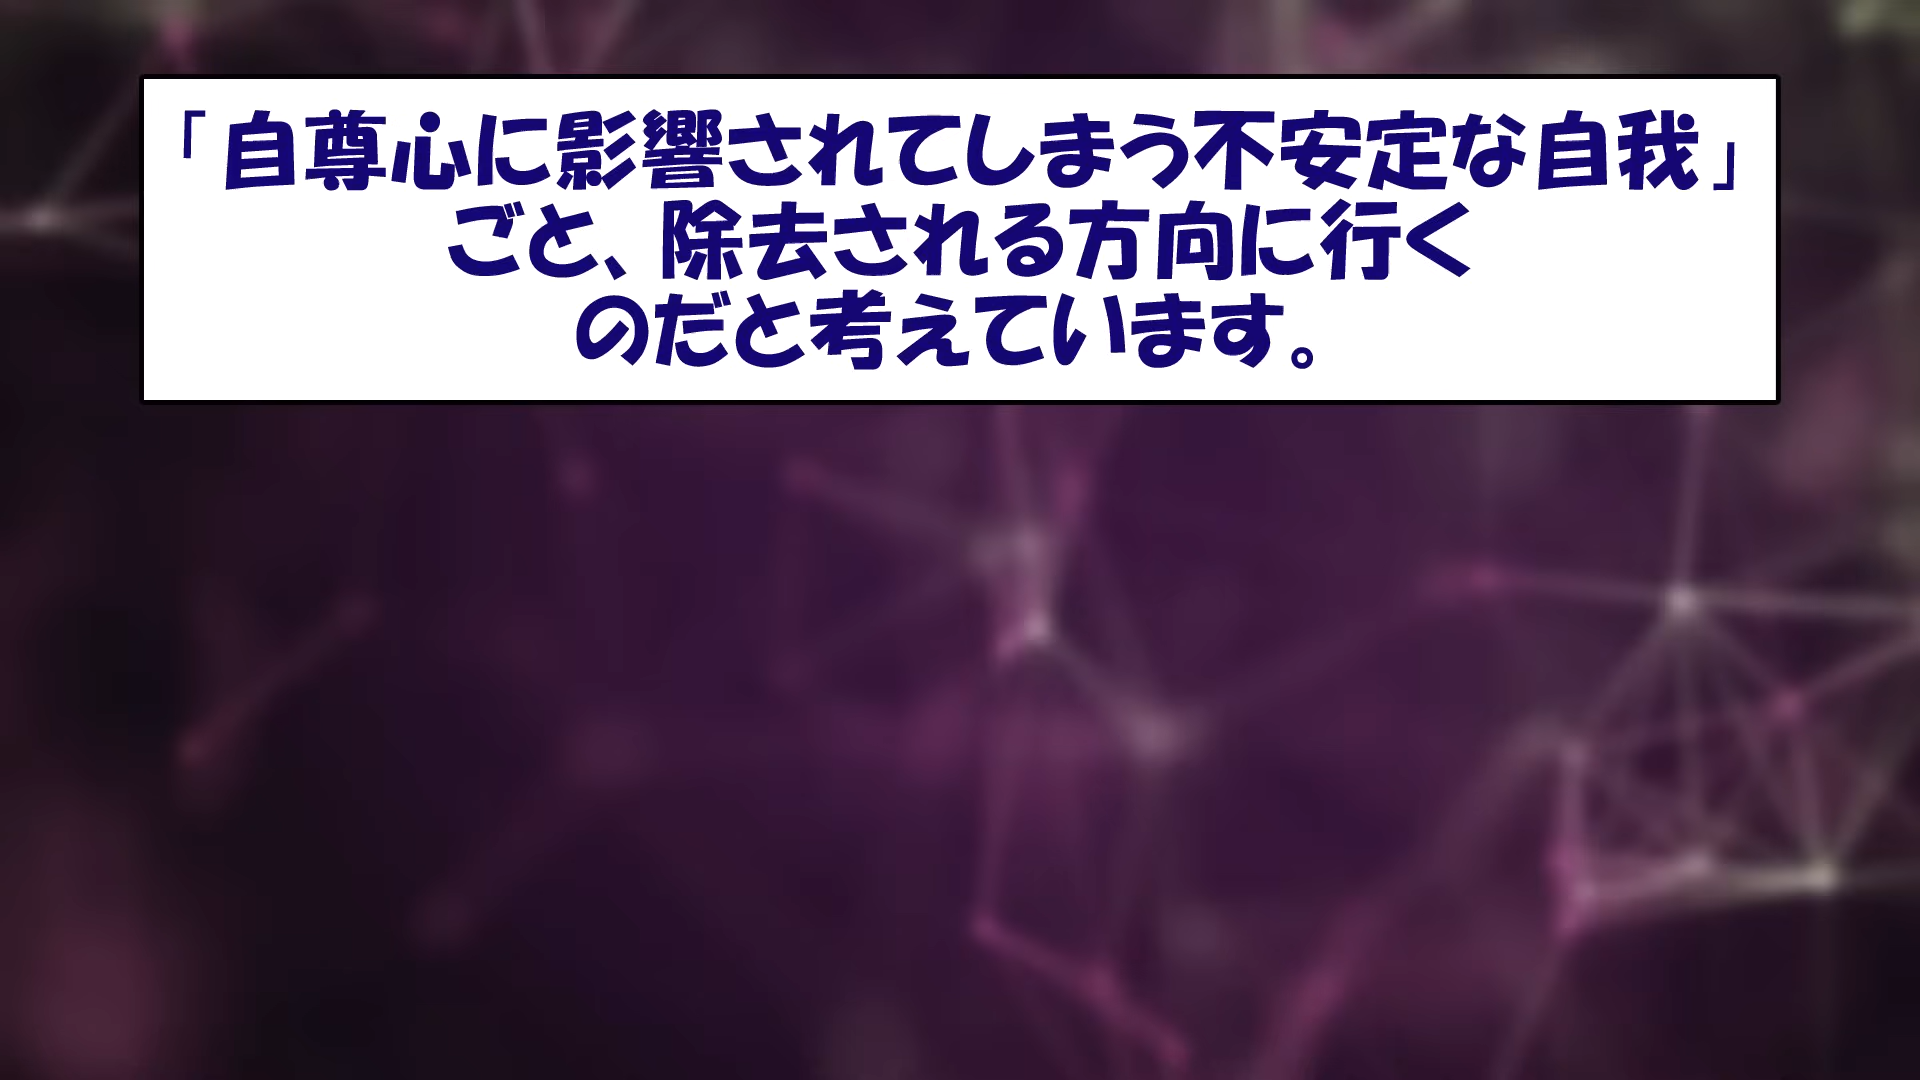 「自尊心に影響されてしまう不安定な自我」
ごと、除去される方向に行く
のだと考えています。